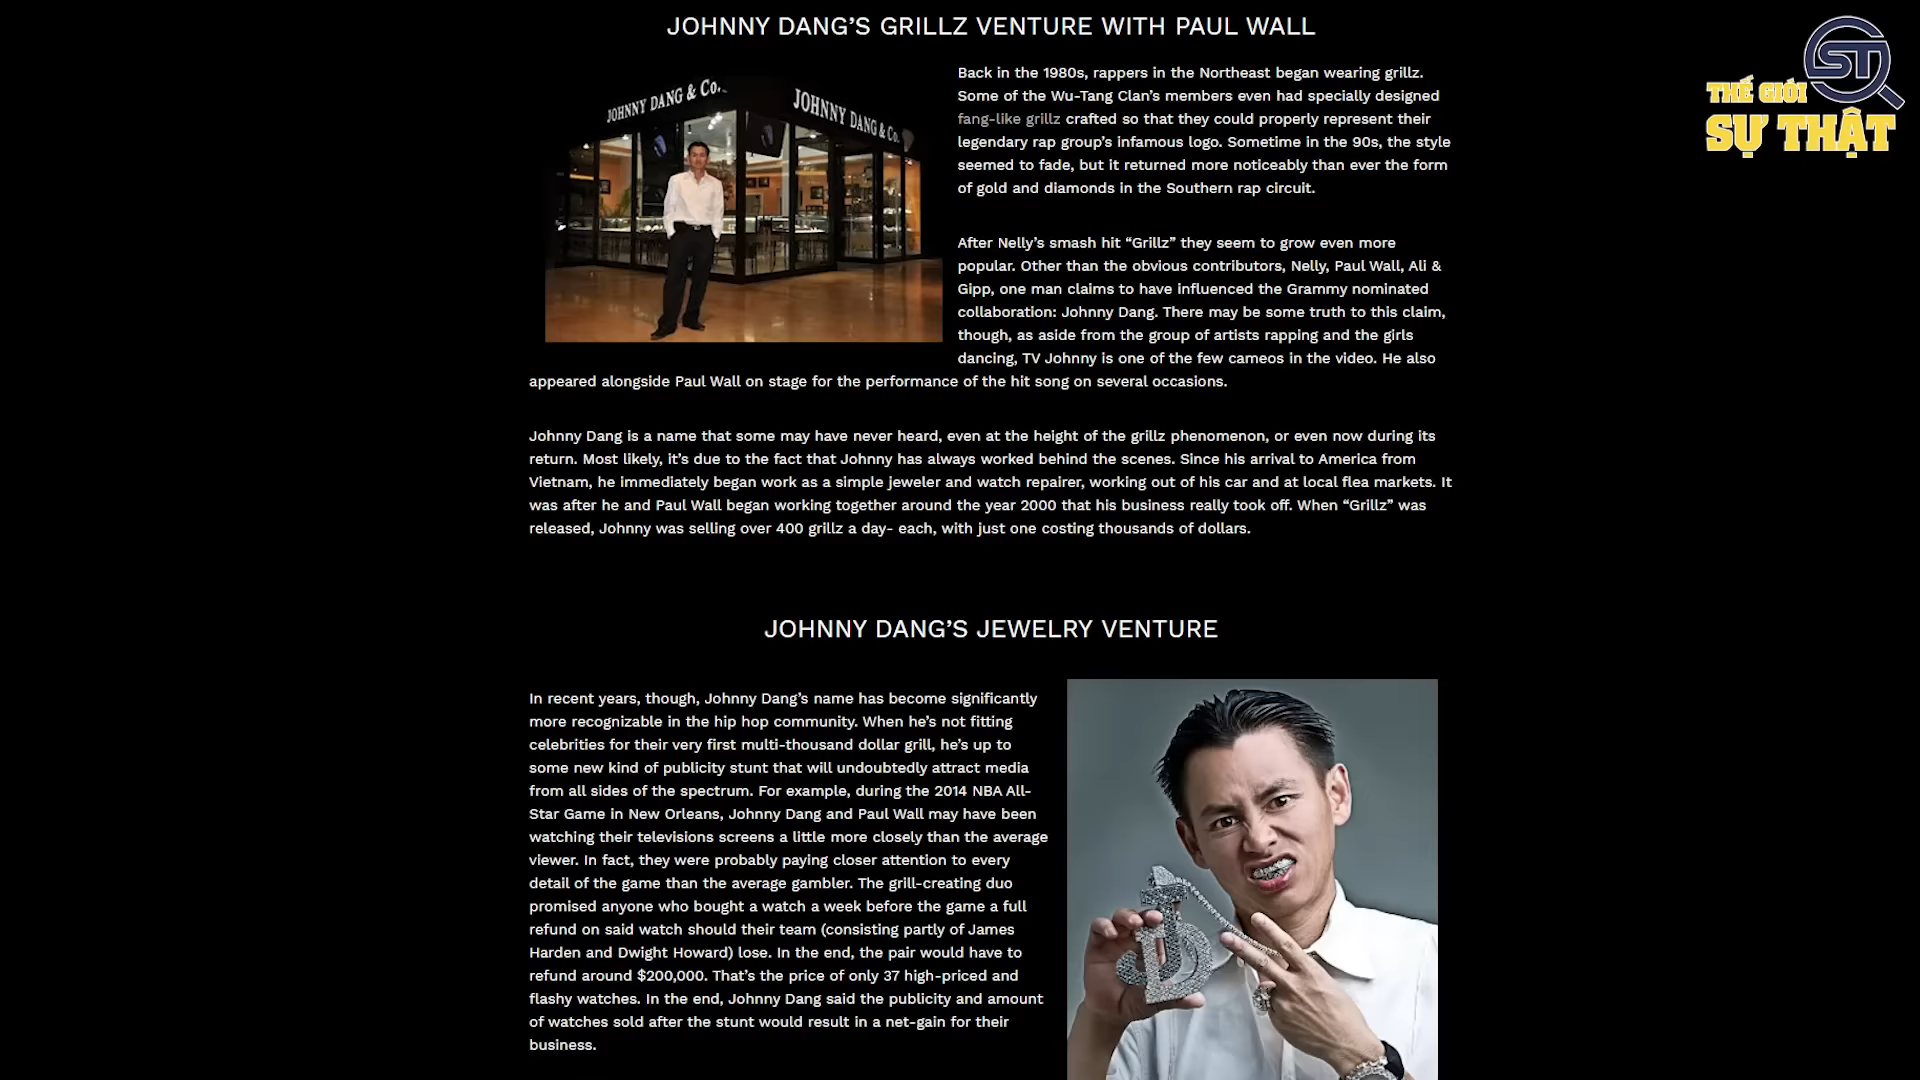 JOHNNY DANG’S GRILLZ VENTURE WITH PAUL WALL
ST
THẾ GIỚI
SỰ THẬT
JOHNNY DANG & Co.
JOHNNY DANG & Co.
Back in the 1980s, rappers in the Northeast began wearing grillz.
Some of the Wu-Tang Clan’s members even had specially designed
fang-like grillz crafted so that they could properly represent their
legendary rap group’s infamous logo. Sometime in the 90s, the style
seemed to fade, but it returned more noticeably than ever the form
of gold and diamonds in the Southern rap circuit.
After Nelly’s smash hit “Grillz” they seem to grow even more
popular. Other than the obvious contributors, Nelly, Paul Wall, Ali &
Gipp, one man claims to have influenced the Grammy nominated
collaboration: Johnny Dang. There may be some truth to this claim,
though, as aside from the group of artists rapping and the girls
dancing, TV Johnny is one of the few cameos in the video. He also
appeared alongside Paul Wall on stage for the performance of the hit song on several occasions.
Johnny Dang is a name that some may have never heard, even at the height of the grillz phenomenon, or even now during its
return. Most likely, it’s due to the fact that Johnny has always worked behind the scenes. Since his arrival to America from
Vietnam, he immediately began work as a simple jeweler and watch repairer, working out of his car and at local flea markets. It
was after he and Paul Wall began working together around the year 2000 that his business really took off. When “Grillz” was
released, Johnny was selling over 400 grillz a day- each, with just one costing thousands of dollars.
JOHNNY DANG’S JEWELRY VENTURE
In recent years, though, Johnny Dang’s name has become significantly
more recognizable in the hip hop community. When he’s not fitting
celebrities for their very first multi-thousand dollar grill, he’s up to
some new kind of publicity stunt that will undoubtedly attract media
from all sides of the spectrum. For example, during the 2014 NBA All-
Star Game in New Orleans, Johnny Dang and Paul Wall may have been
watching their televisions screens a little more closely than the average
viewer. In fact, they were probably paying closer attention to every
detail of the game than the average gambler. The grill-creating duo
promised anyone who bought a watch a week before the game a full
refund on said watch should their team (consisting partly of James
Harden and Dwight Howard) lose. In the end, the pair would have to
refund around $200,000. That’s the price of only 37 high-priced and
flashy watches. In the end, Johnny Dang said the publicity and amount
of watches sold after the stunt would result in a net-gain for their
business.